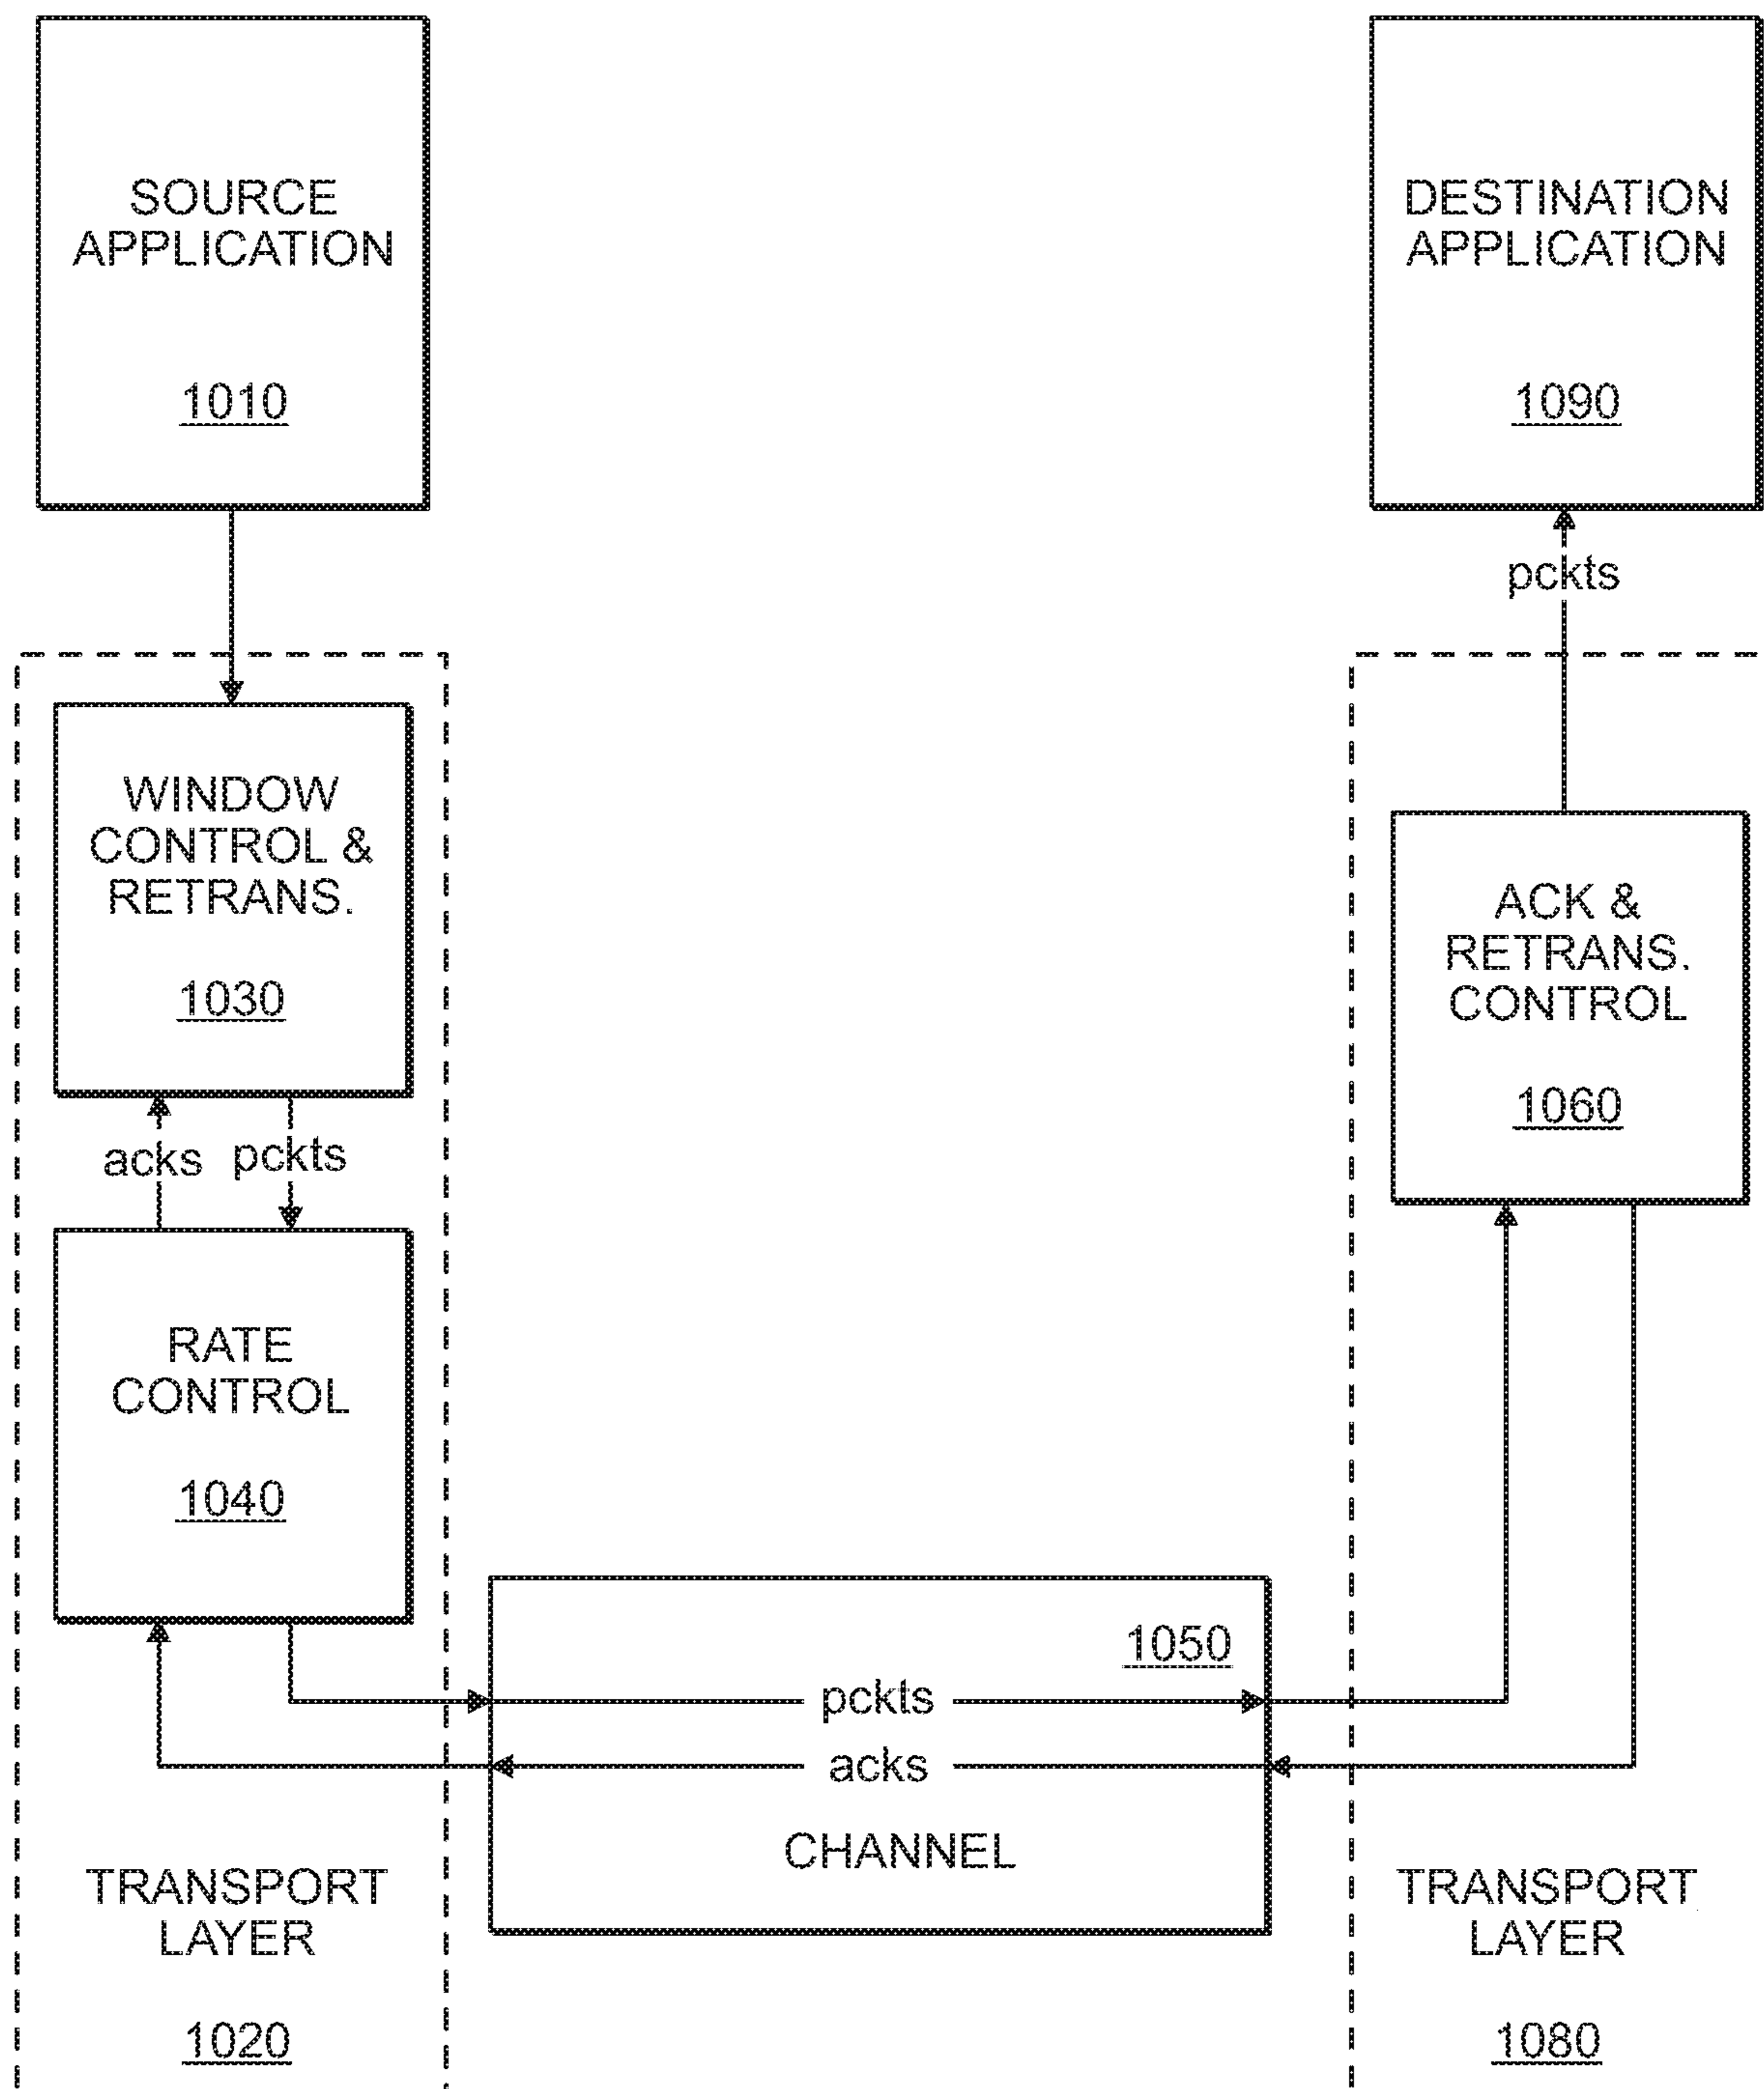 SOURCE
APPLICATION
1010
DESTINATION
APPLICATION
1090
pckts
WINDOW
CONTROL &
RETRANS.
1030
ACK &
RETRANS.
CONTROL
1060
acks pckts
RATE
CONTROL
1040
1050
pckts
acks
CHANNEL
TRANSPORT
LAYER
1020
TRANSPORT
LAYER
1080